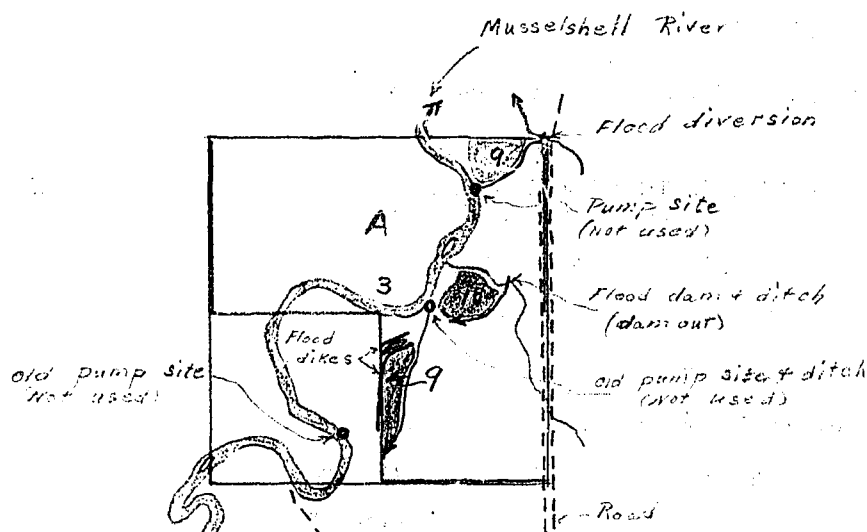 Musselshell River
π
Flood diversion
9
Pump site
(Not used)
A
3
Flood dam + ditch
(dam out)
Flood
dikes
9
old pump site
(Not used)
old pump site + ditch
(Not used)
Road